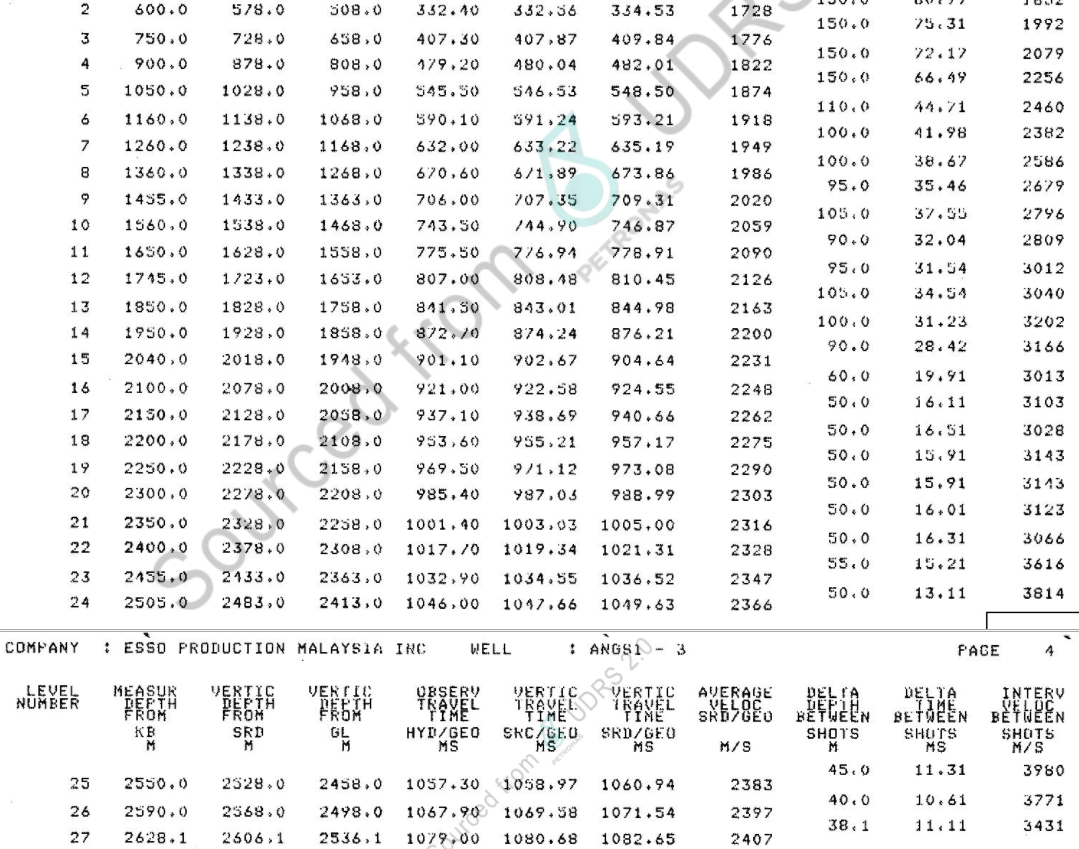 150.0 80.77 1852
2 600.0 578.0 508.0 332.40 332.56 334.53 1728
150.0 75.31 1992
3 750.0 728.0 658.0 407.30 407.87 409.84 1776
150.0 72.17 2079
4 900.0 878.0 808.0 479.20 480.04 482.01 1822
150.0 66.49 2256
5 1050.0 1028.0 958.0 545.50 546.53 548.50 1874
110.0 44.71 2460
6 1160.0 1138.0 1068.0 590.10 591.24 593.21 1918
100.0 41.98 2382
7 1260.0 1238.0 1168.0 632.00 633.22 635.19 1949
100.0 38.67 2586
8 1360.0 1338.0 1268.0 670.60 671.89 673.86 1986
95.0 35.46 2679
9 1455.0 1433.0 1363.0 706.00 707.35 709.31 2020
105.0 37.55 2796
10 1560.0 1538.0 1468.0 743.50 744.90 746.87 2059
90.0 32.04 2809
11 1650.0 1628.0 1558.0 775.50 776.94 778.91 2090
95.0 31.54 3012
12 1745.0 1723.0 1653.0 807.00 808.48 810.45 2126
105.0 34.54 3040
13 1850.0 1828.0 1758.0 841.50 843.01 844.98 2163
100.0 31.23 3202
14 1950.0 1928.0 1858.0 872.70 874.24 876.21 2200
90.0 28.42 3166
15 2040.0 2018.0 1948.0 901.10 902.67 904.64 2231
60.0 19.91 3013
16 2100.0 2078.0 2008.0 921.00 922.58 924.55 2248
50.0 16.11 3103
17 2150.0 2128.0 2058.0 937.10 938.69 940.66 2262
50.0 16.51 3028
18 2200.0 2178.0 2108.0 953.60 955.21 957.17 2275
50.0 15.91 3143
19 2250.0 2228.0 2158.0 969.50 971.12 973.08 2290
50.0 15.91 3143
20 2300.0 2278.0 2208.0 985.40 987.03 988.99 2303
50.0 16.01 3123
21 2350.0 2328.0 2258.0 1001.40 1003.03 1005.00 2316
50.0 16.31 3066
22 2400.0 2378.0 2308.0 1017.70 1019.34 1021.31 2328
55.0 15.21 3616
23 2455.0 2433.0 2363.0 1032.90 1034.55 1036.52 2347
50.0 13.11 3814
24 2505.0 2483.0 2413.0 1046.00 1047.66 1049.63 2366
COMPANY : ESSO PRODUCTION MALAYSIA INC WELL : ANGSI - 3 PAGE 4
LEVEL MEASUR VERTIC VERTIC OBSERV VERTIC VERTIC AVERAGE DELTA DELTA INTERV
NUMBER DEPTH DEPTH DEPTH TRAVEL TRAVEL TRAVEL VELOC DEPTH TIME VELOC
FROM FROM FROM TIME TIME TIME SRD/GEO BETWEEN BETWEEN BETWEEN
KB SRD GL HYD/GEO SRC/GEO SRD/GEO SHOTS SHOTS SHOTS
M M M MS MS MS M/S M MS M/S
45.0 11.31 3980
25 2550.0 2528.0 2458.0 1057.30 1058.97 1060.94 2383
40.0 10.61 3771
26 2590.0 2568.0 2498.0 1067.90 1069.58 1071.54 2397
38.1 11.11 3431
27 2628.1 2606.1 2536.1 1079.00 1080.68 1082.65 2407
Sourced from PETRONAS UDRS
Sourced from PETRONAS UDRS 2.0